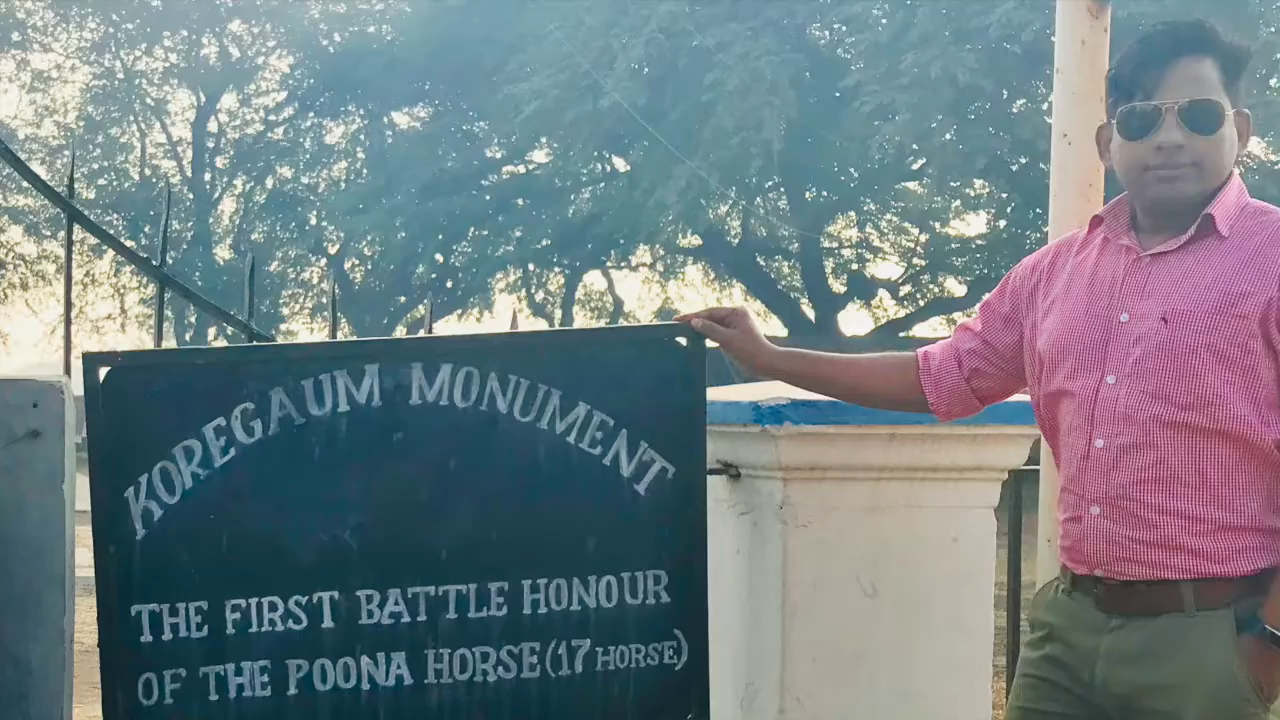 KOREGAUM MONUMENT
THE FIRST BATTLE HONOUR
OF THE POONA HORSE (17 HORSE)